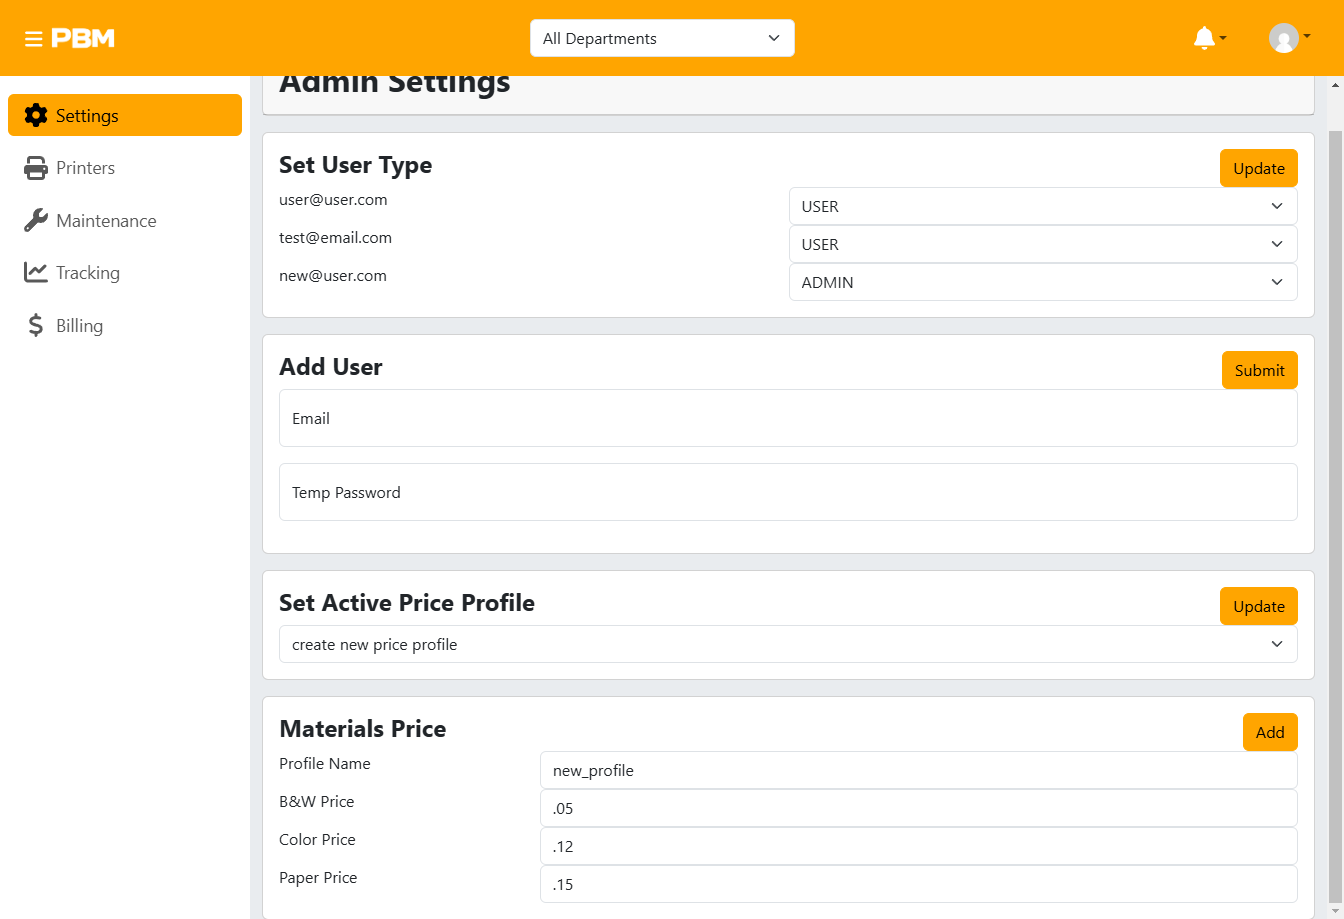 PBM
All Departments
Settings
Printers
Maintenance
Tracking
Billing
Admin Settings
Set User Type
Update
user@user.com
USER
test@email.com
USER
new@user.com
ADMIN
Add User
Submit
Email
Temp Password
Set Active Price Profile
Update
create new price profile
Materials Price
Add
Profile Name
new_profile
B&W Price
.05
Color Price
.12
Paper Price
.15